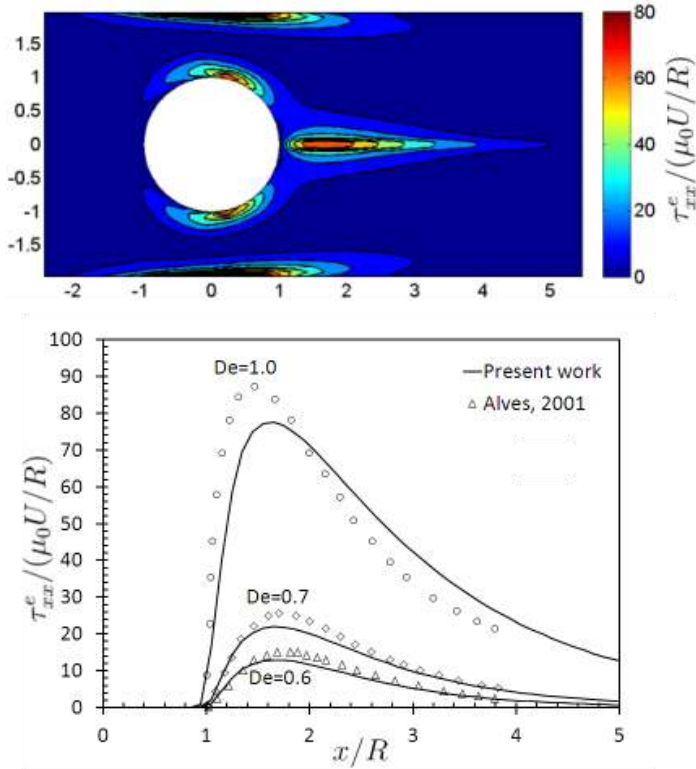 1.5
1
0.5
0
-0.5
-1
-1.5
-2 -1 0 1 2 3 4 5
80
60
40
20
0
τᵉxx/(μ₀U/R)
100
90
80
70
60
50
40
30
20
10
0
τᵉxx/(μ₀U/R)
De=1.0
Present work
Alves, 2001
De=0.7
De=0.6
0 1 2 3 4 5
x/R